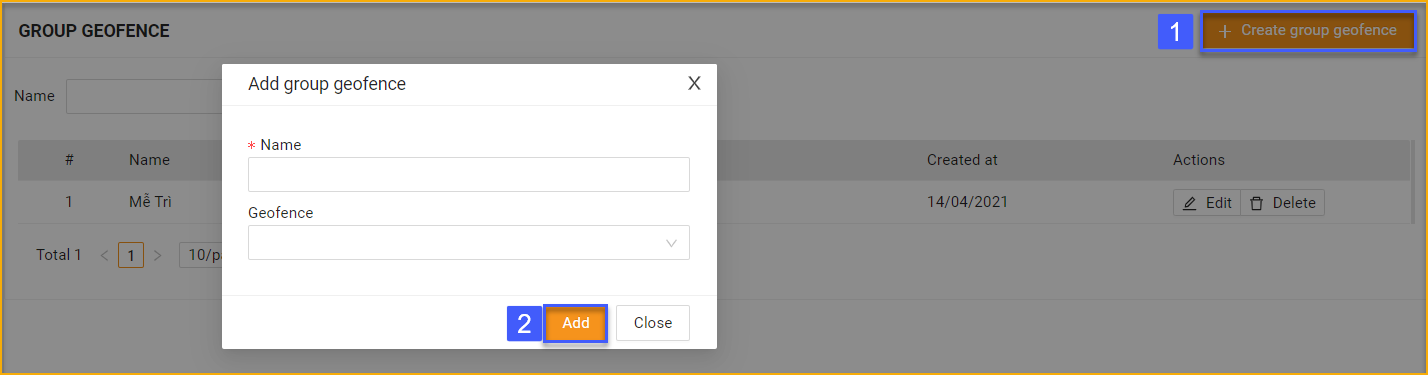 GROUP GEOFENCE
1
+ Create group geofence
Add group geofence
X
Name
* Name
# Name Created at Actions
1 Mễ Trì 14/04/2021 Edit Delete
Geofence
Total 1 < 1 > 10/pa
2
Add
Close